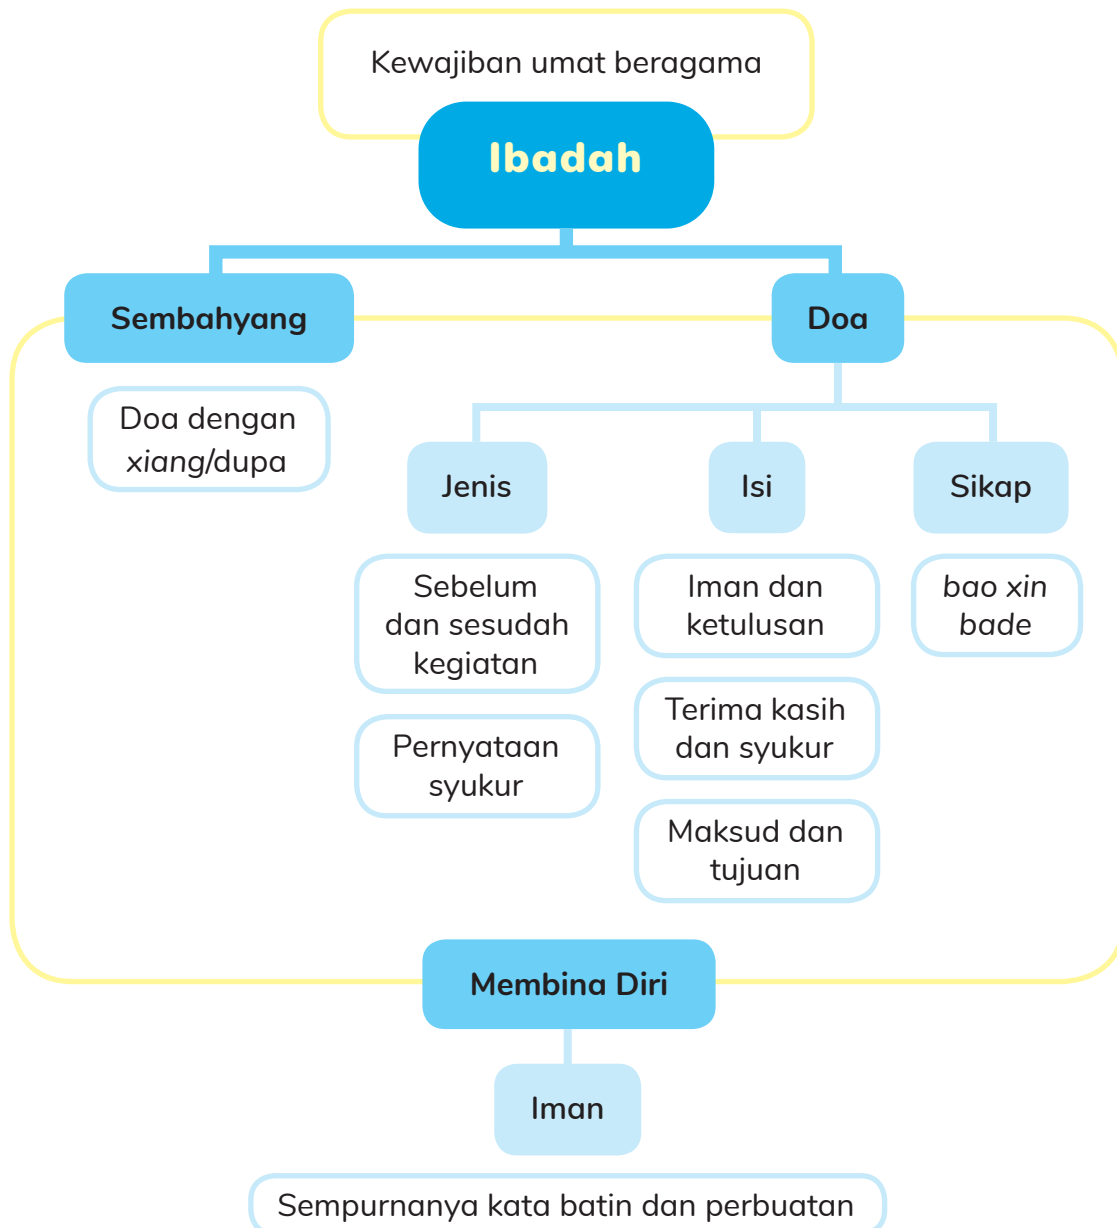 Kewajiban umat beragama
Ibadah
Sembahyang
Doa dengan
xiang/dupa
Doa
Jenis
Sebelum
dan sesudah
kegiatan
Pernyataan
syukur
Isi
Iman dan
ketulusan
Terima kasih
dan syukur
Maksud dan
tujuan
Sikap
bao xin
bade
Membina Diri
Iman
Sempurnanya kata batin dan perbuatan